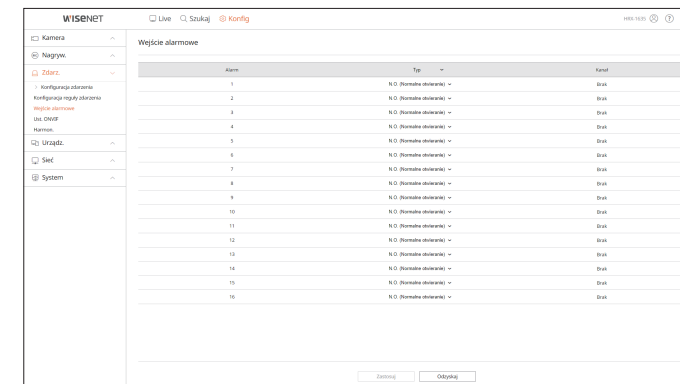 WISENET
Live Szukaj Konfig
HRX-1635
Kamera
Nagryw.
Zdarz.
Konfiguracja zdarzenia
Konfiguracja reguły zdarzenia
Wejście alarmowe
Ust. ONVIF
Harmon.
Urządz.
Sieć
System
Wejście alarmowe
Alarm Typ Kanał
1 N.O. (Normalne otwieranie) Brak
2 N.O. (Normalne otwieranie) Brak
3 N.O. (Normalne otwieranie) Brak
4 N.O. (Normalne otwieranie) Brak
5 N.O. (Normalne otwieranie) Brak
6 N.O. (Normalne otwieranie) Brak
7 N.O. (Normalne otwieranie) Brak
8 N.O. (Normalne otwieranie) Brak
9 N.O. (Normalne otwieranie) Brak
10 N.O. (Normalne otwieranie) Brak
11 N.O. (Normalne otwieranie) Brak
12 N.O. (Normalne otwieranie) Brak
13 N.O. (Normalne otwieranie) Brak
14 N.O. (Normalne otwieranie) Brak
15 N.O. (Normalne otwieranie) Brak
16 N.O. (Normalne otwieranie) Brak
Zastosuj Odzyskaj